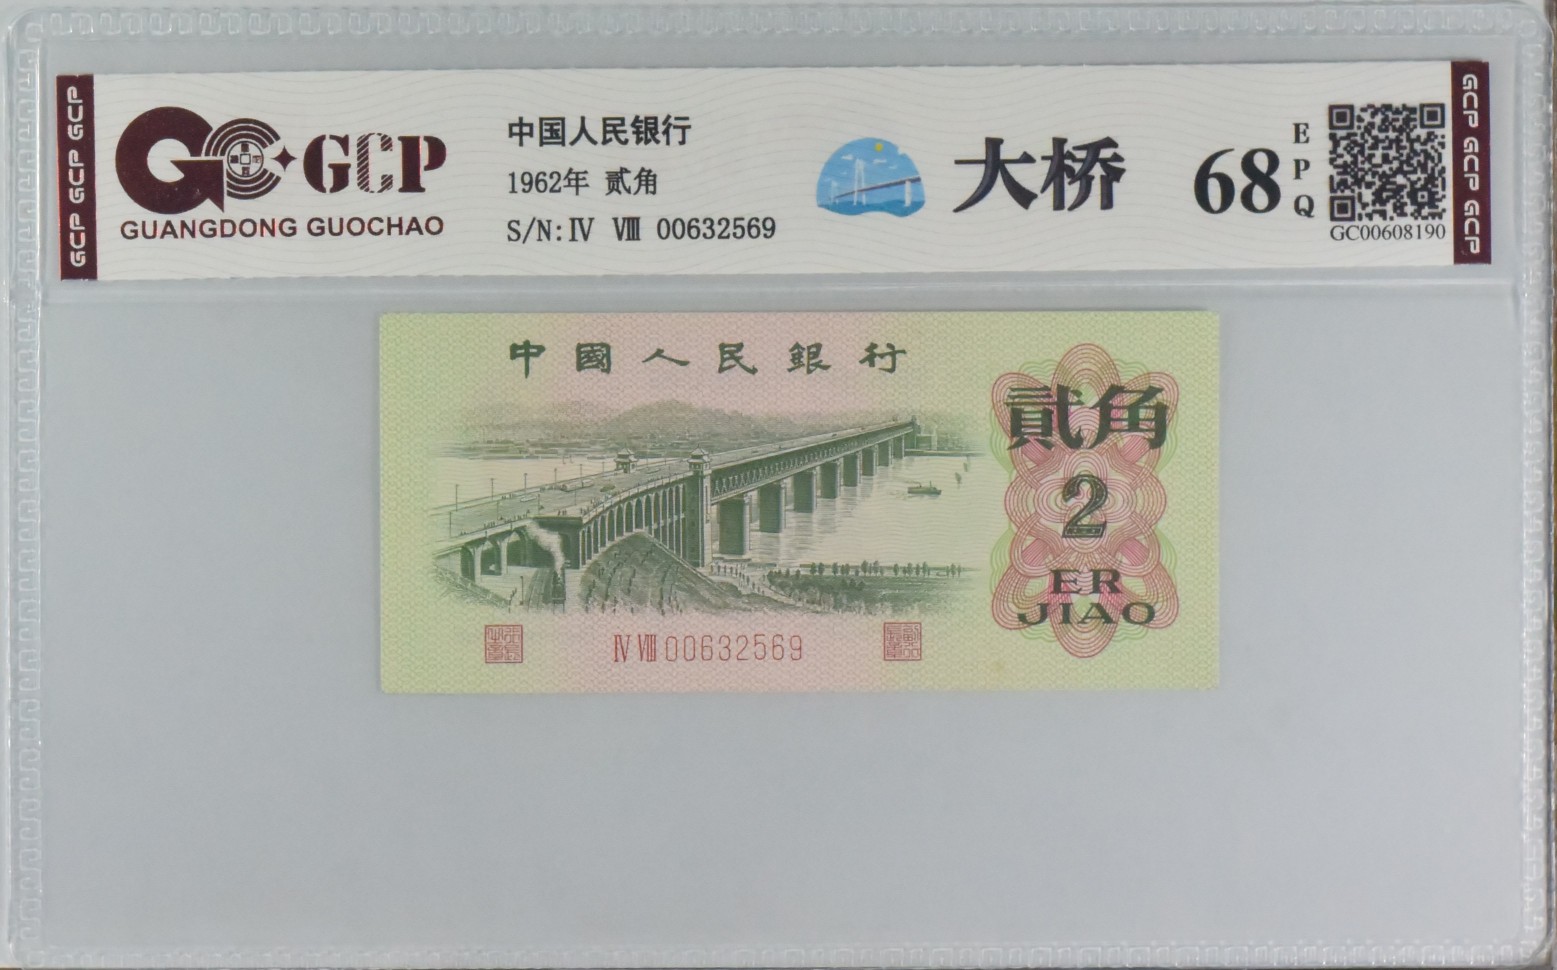 GCP GCP GCP
GCP
GUANGDONG GUOCHAO
中国人民银行
1962年 贰角
S/N: Ⅳ Ⅷ 00632569
大桥
68
EPQ
GC00608190
GCP GCP GCP
中國人民銀行
貳角
2
ER
JIAO
Ⅳ Ⅷ 00632569